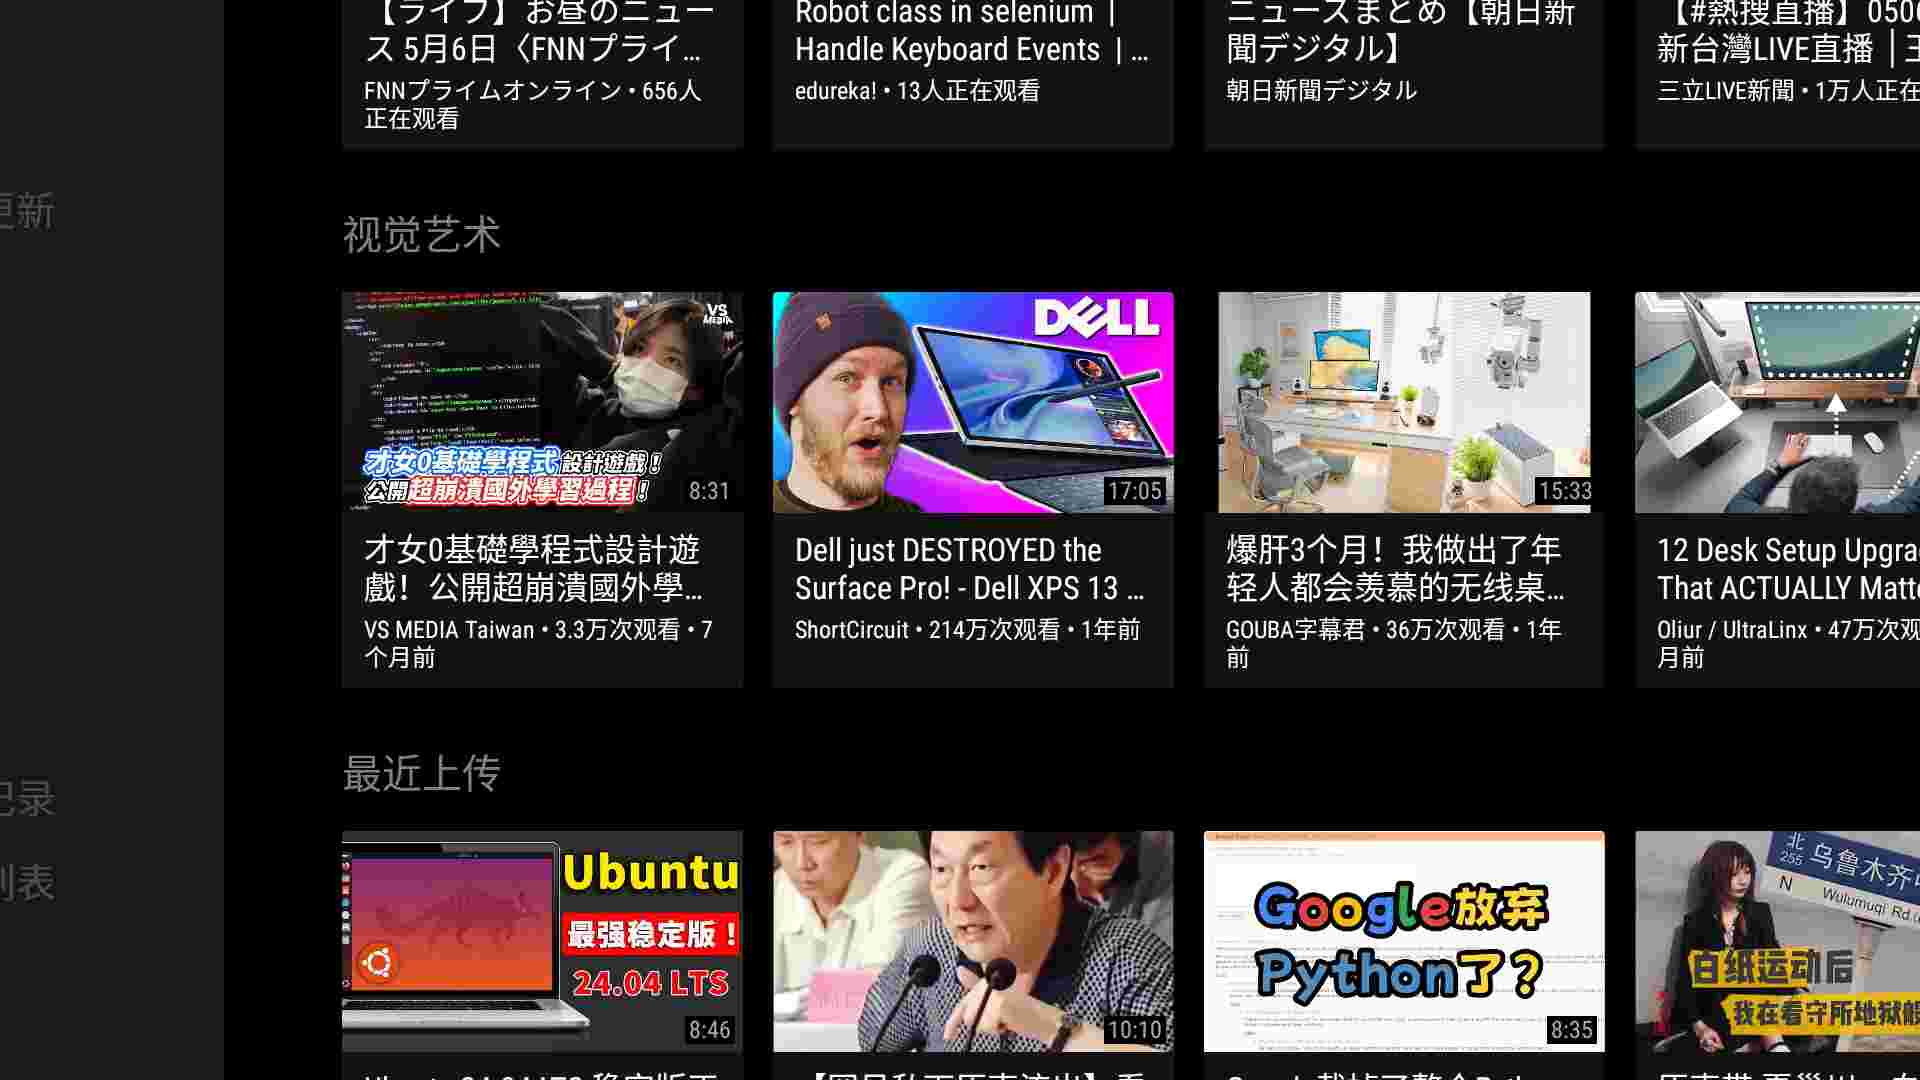 【ライブ】お昼のニュー
ス 5月6日〈FNNプライ...
FNNプライムオンライン • 656人
正在观看
Robot class in selenium |
Handle Keyboard Events | ...
edureka! • 13人正在观看
ニュースまとめ【朝日新
聞デジタル】
朝日新聞デジタル
【#熱搜直播】050
新台灣LIVE直播│王
三立LIVE新聞 • 1万人正在
更新
视觉艺术
VS
MEDIA
才女0基礎學程式設計遊戲！
公開超崩潰國外學習過程！
8:31
才女0基礎學程式設計遊
戲！公開超崩潰國外學...
VS MEDIA Taiwan • 3.3万次观看 • 7
个月前
DELL
17:05
Dell just DESTROYED the
Surface Pro! - Dell XPS 13 ...
ShortCircuit • 214万次观看 • 1年前
15:33
爆肝3个月！我做出了年
轻人都会羡慕的无线桌...
GOUBA字幕君 • 36万次观看 • 1年
前
12 Desk Setup Upgra
That ACTUALLY Matt
Oliur / UltraLinx • 47万次观
月前
最近上传
记录
列表
Ubuntu
最强稳定版！
24.04 LTS
8:46
10:10
Google放弃
Python了？
8:35
北
255
乌鲁木齐中
N
Wulumuqi Rd.(
白纸运动后
我在看守所地狱般